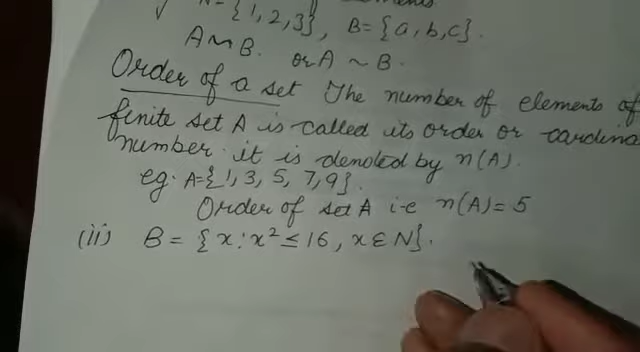 = {1, 2, 3}, B = {a, b, c}.
A ~ B. or A ~ B.
Order of a set The number of elements of
finite set A is called its order or cardina
number. it is denoted by n(A).
eg. A={1, 3, 5, 7, 9}.
Order of set A i-e n(A) = 5
(ii) B = {x : x² ≤ 16, x ∈ N}.